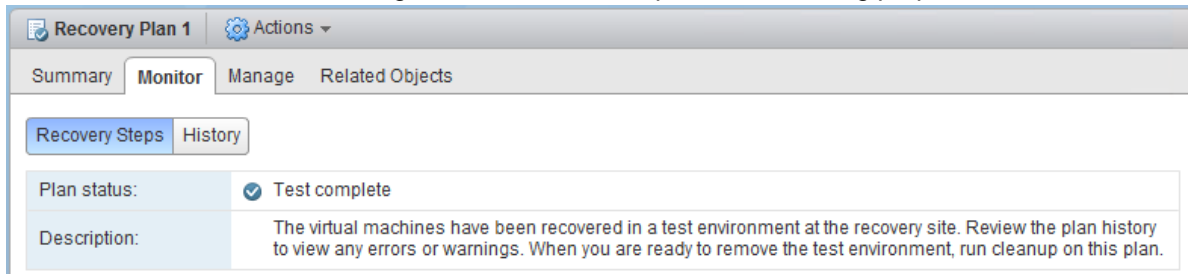 Recovery Plan 1 Actions
Summary Monitor Manage Related Objects
Recovery Steps History
Plan status: Test complete
Description: The virtual machines have been recovered in a test environment at the recovery site. Review the plan history
to view any errors or warnings. When you are ready to remove the test environment, run cleanup on this plan.